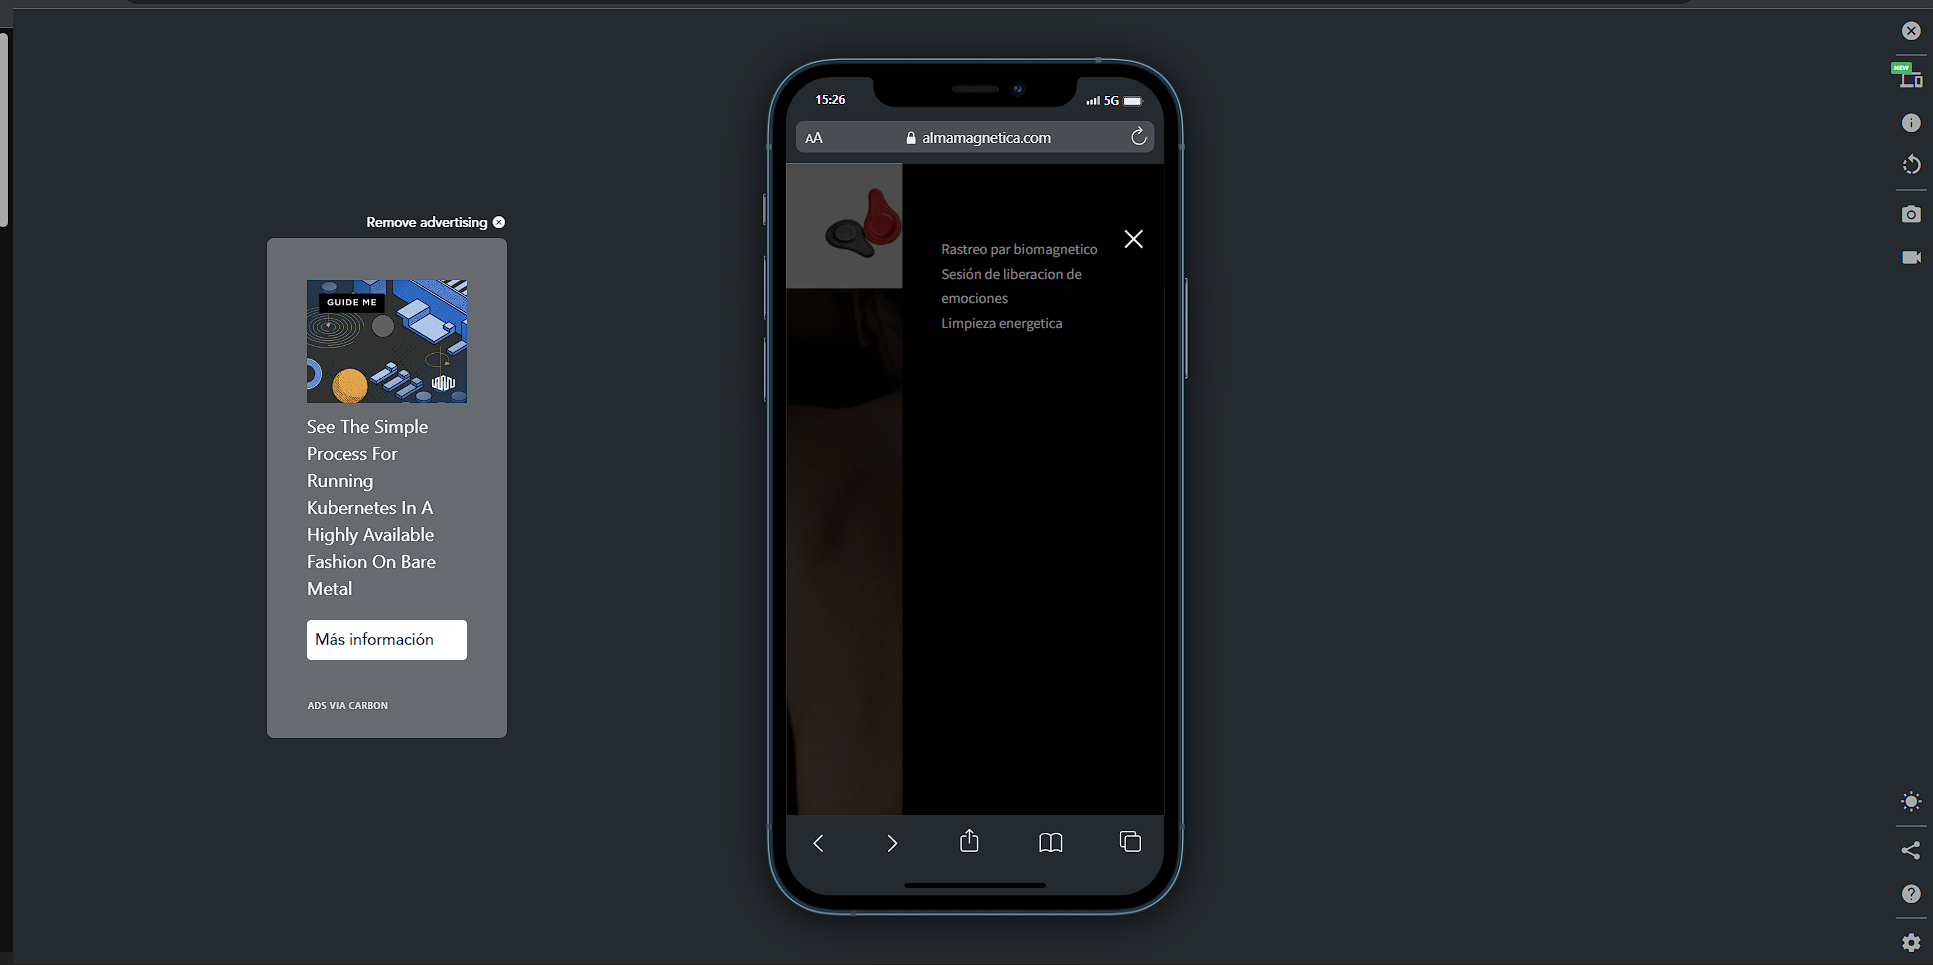 NEW
15:26
5G
AA
almamagnetica.com
Remove advertising
GUIDE ME
See The Simple
Process For
Running
Kubernetes In A
Highly Available
Fashion On Bare
Metal
Más información
ADS VIA CARBON
Rastreo par biomagnetico
Sesión de liberacion de
emociones
Limpieza energetica